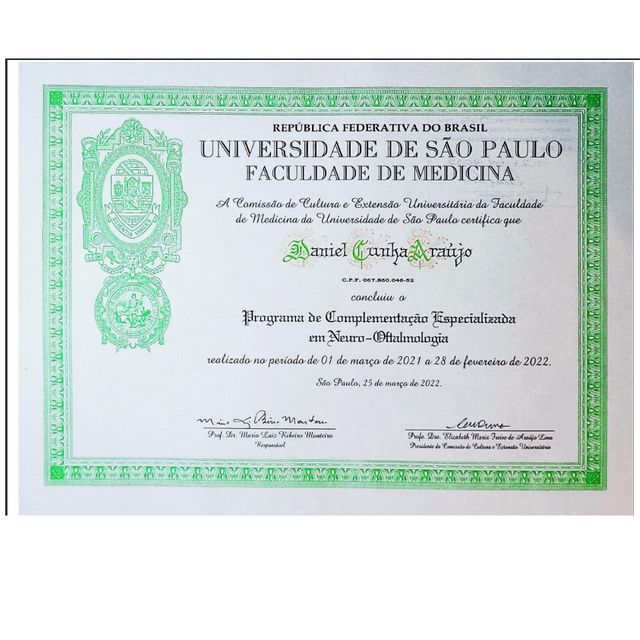 REPÚBLICA FEDERATIVA DO BRASIL
UNIVERSIDADE DE SÃO PAULO
FACULDADE DE MEDICINA
A Comissão de Cultura e Extensão Universitária da Faculdade
de Medicina da Universidade de São Paulo certifica que
Daniel Cunha Araújo
C.P.F. 067.860.046-52
concluiu o
Programa de Complementação Especializada
em Neuro-Oftalmologia
realizado no período de 01 de março de 2021 a 28 de fevereiro de 2022.
São Paulo, 25 de março de 2022.
Prof. Dr. Mario Luiz Ribeiro Monteiro
Responsável
Profa. Dra. Elizabeth Maria Freire de Araújo Lima
Presidente da Comissão de Cultura e Extensão Universitária